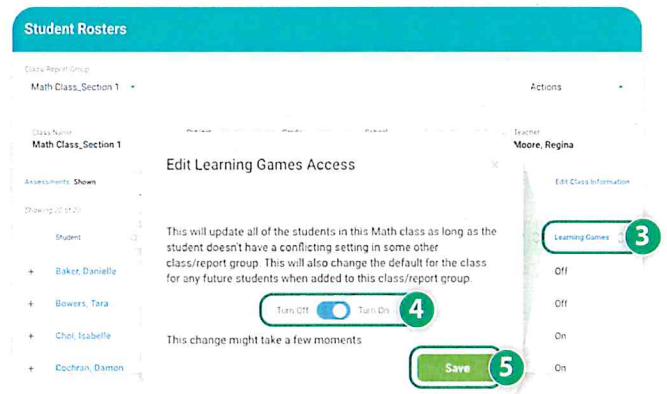 Student Rosters
Class/Report Group
Math Class_Section 1
Actions
Class Name
Teacher
Math Class_Section 1
Moore, Regina
Edit Learning Games Access
×
Assessments: Shown
Edit Class Information
Showing 20 of 20
This will update all of the students in this Math class as long as the
student doesn't have a conflicting setting in some other
class/report group. This will also change the default for the class
for any future students when added to this class/report group.
Student
Learning Games
3
+ Baker, Danielle
Off
+ Bowers, Tara
Off
Turn Off
Turn On
4
+ Choi, Isabelle
On
This change might take a few moments
+ Cochran, Damon
On
Save
5